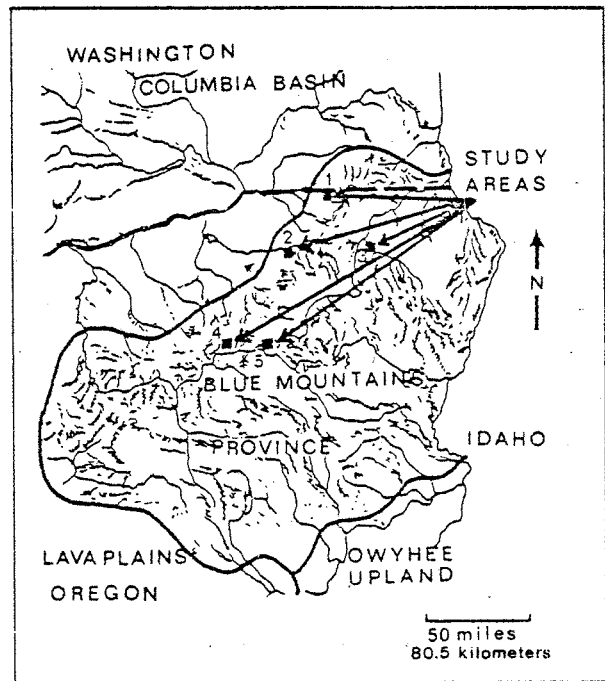 WASHINGTON
COLUMBIA BASIN
STUDY
AREAS
1
2
3
N
4
5
BLUE MOUNTAINS
PROVINCE
IDAHO
LAVA PLAINS
OREGON
OWYHEE
UPLAND
50 miles
80.5 kilometers